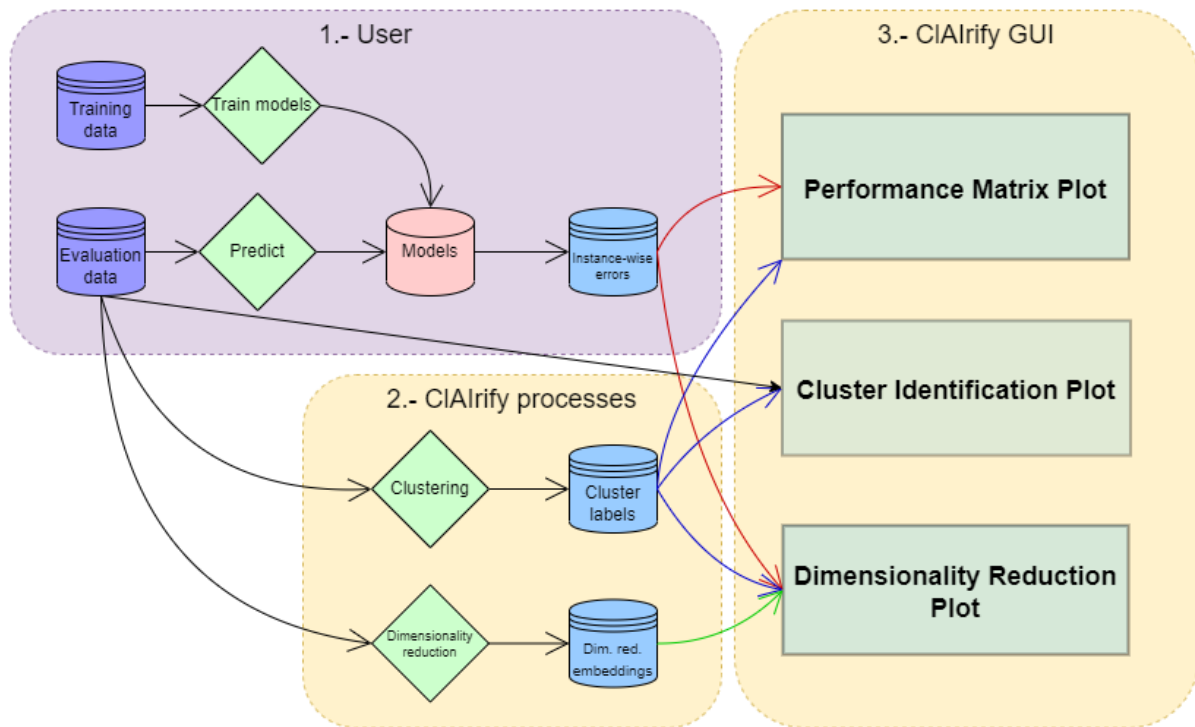 1.- User
Training
data
Train models
Evaluation
data
Predict
Models
Instance-wise
errors
2.- ClAIrify processes
Clustering
Cluster
labels
Dimensionality
reduction
Dim. red.
embeddings
3.- ClAIrify GUI
Performance Matrix Plot
Cluster Identification Plot
Dimensionality Reduction
Plot